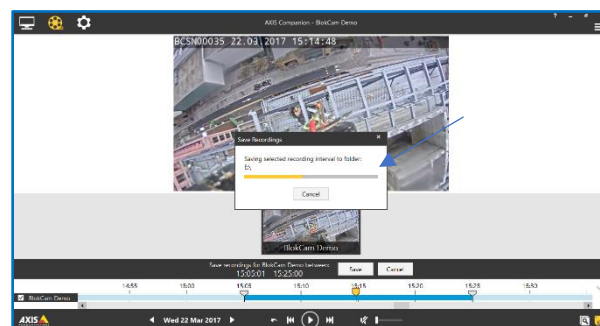 AXIS Companion - BlokCam Demo
BCSN00035 22.03.2017 15:14:48
Save Recordings
Saving selected recording interval to folder:
Cancel
BlokCam Demo
Save recordings for BlokCam Demo between:
15:05:01 15:25:00
Save
Cancel
14:55 15:00 15:05 15:10 15:15 15:20 15:25 15:30
BlokCam Demo
AXIS
Wed 22 Mar 2017